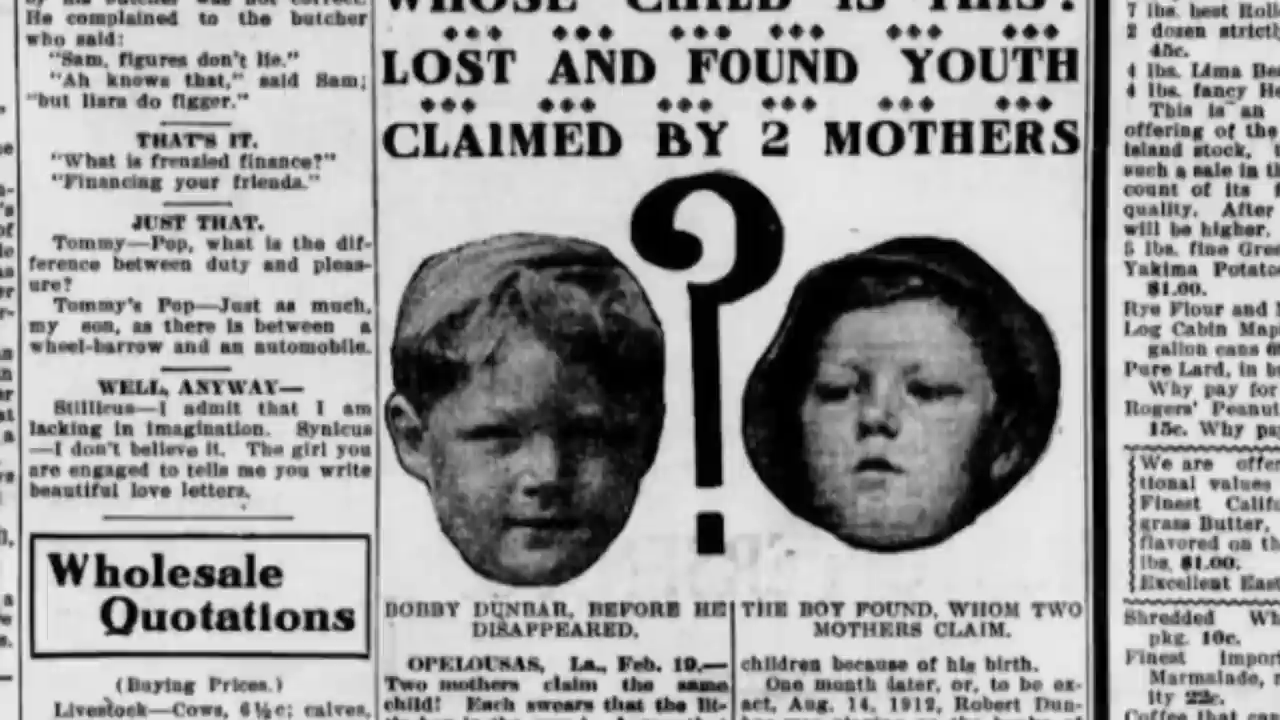 He complained to the butcher
who said:
"Sam, figures don't lie."
"Ah knows that," said Sam;
"but liars do figger."
THAT'S IT.
"What is frenzied finance?"
"Financing your friends."
JUST THAT.
Tommy—Pop, what is the dif-
ference between duty and pleas-
ure?
Tommy's Pop—Just as much,
my son, as there is between a
wheel-barrow and an automobile.
WELL, ANYWAY—
Stillicus—I admit that I am
lacking in imagination. Synicus
—I don't believe it. The girl you
are engaged to tells me you write
beautiful love letters.
Wholesale
Quotations
(Buying Prices.)
Livestock—Cows, 6½c; calves,
WHOSE CHILD IS THIS?
LOST AND FOUND YOUTH
CLAIMED BY 2 MOTHERS
?
BOBBY DUNBAR, BEFORE HE
DISAPPEARED.
THE BOY FOUND, WHOM TWO
MOTHERS CLAIM.
OPELOUSAS, La., Feb. 19.—
Two mothers claim the same
child! Each swears that the lit-
children because of his birth.
One month later, or, to be ex-
act, Aug. 14, 1912, Robert Dun-
7 lbs. best
2 dozen
45c.
4 lbs. Lima
4 lbs. fancy
This is an
offering of the
island stock,
such a sale in
count of its
quality. After
will be higher.
5 lbs. fine
Yakima
$1.00.
Rye Flour and
Log Cabin
gallon cans
Pure Lard, in
Why pay for
Rogers'
15c. Why
We are
tional values
Finest
grass Butter,
flavored on
lbs. $1.00.
Excellent
Shredded
pkg. 10c.
Finest
Marmalade,
ity 22c.